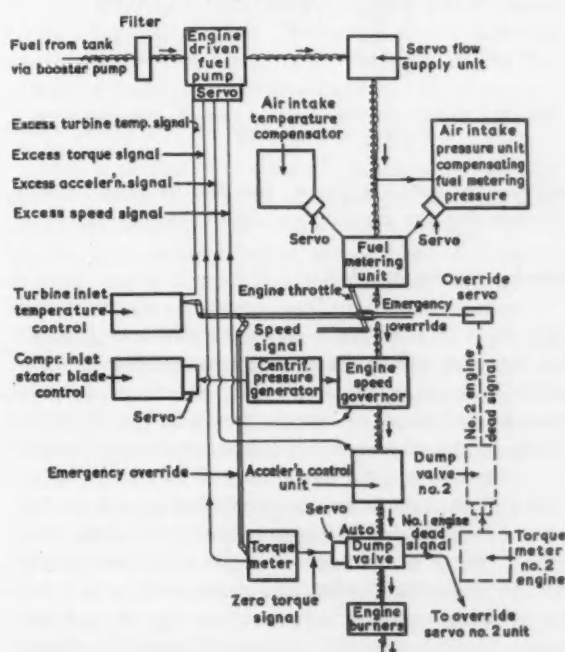 Filter
Fuel from tank
via booster pump
Engine
driven
fuel
pump
Servo
Servo flow
supply unit
Excess turbine temp. signal
Excess torque signal
Excess acceler'n. signal
Excess speed signal
Air intake
temperature
compensator
Air intake
pressure unit
compensating
fuel metering
pressure
Servo
Servo
Fuel
metering
unit
Engine throttle
Emergency
override
Override
servo
Turbine inlet
temperature
control
Speed
signal
Compr. inlet
stator blade
control
Servo
Centrif.
pressure
generator
Engine
speed
governor
No. 2 engine
dead signal
Dump
valve
no. 2
Emergency override
Acceler'n. control
unit
Servo
Auto
No. 1 engine
dead
signal
Torque
meter
Dump
valve
Torque
meter
no. 2
engine
Zero torque
signal
Engine
burners
To override
servo no. 2 unit